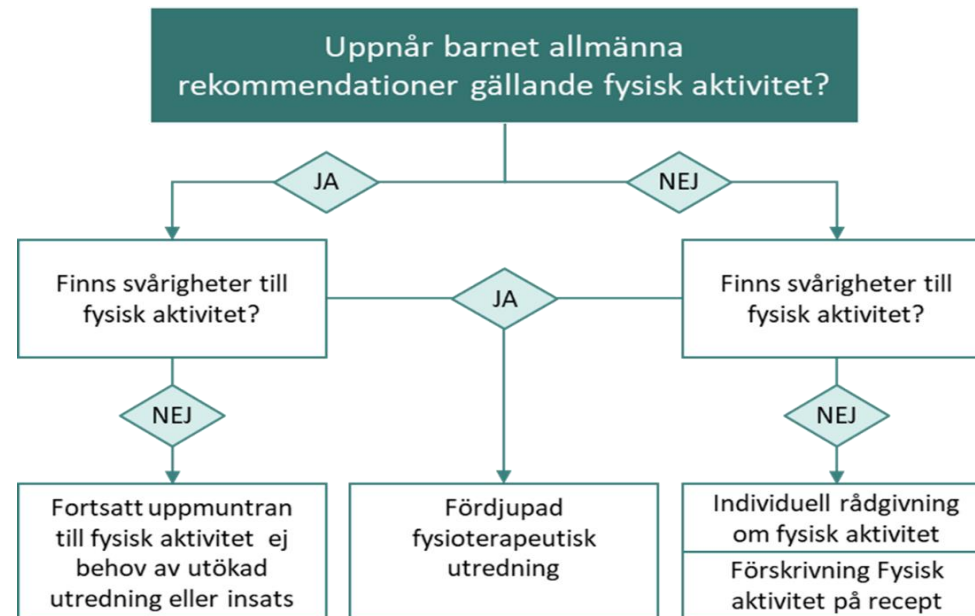 Uppnår barnet allmänna
rekommendationer gällande fysisk aktivitet?
JA
NEJ
Finns svårigheter till
fysisk aktivitet?
JA
Finns svårigheter till
fysisk aktivitet?
NEJ
NEJ
Fortsatt uppmuntran
till fysisk aktivitet ej
behov av utökad
utredning eller insats
Fördjupad
fysioterapeutisk
utredning
Individuell rådgivning
om fysisk aktivitet
Förskrivning Fysisk
aktivitet på recept